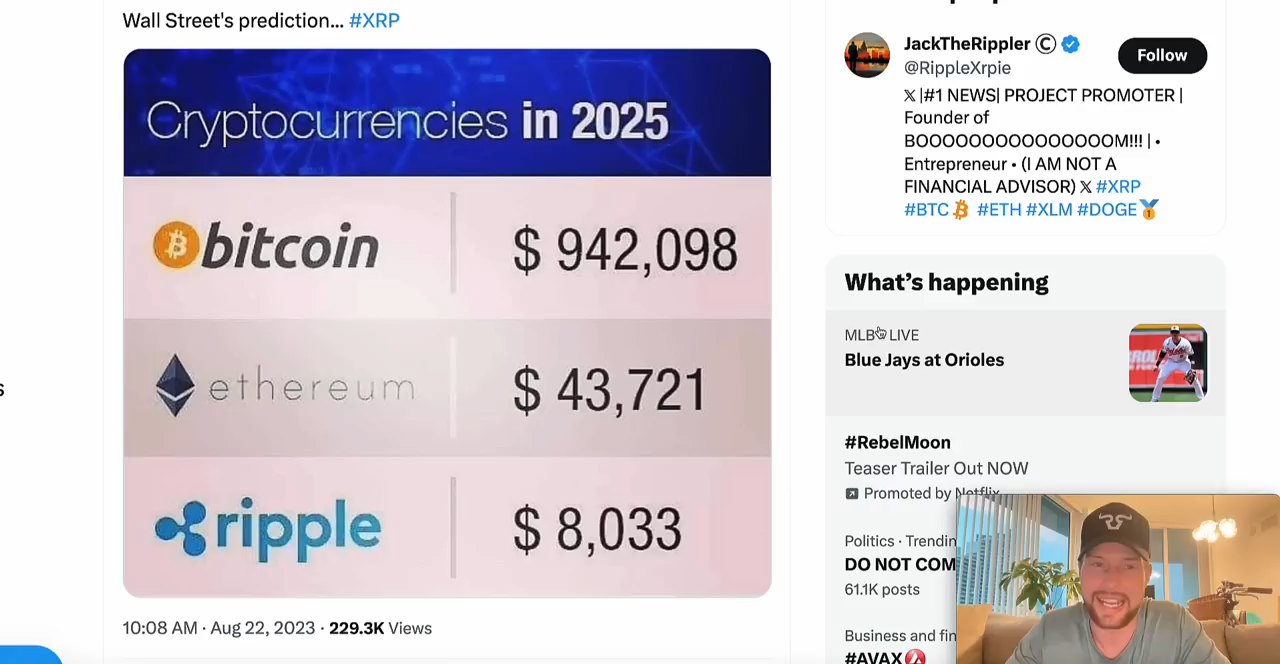 Wall Street's prediction... #XRP
Cryptocurrencies in 2025
bitcoin $ 942,098
ethereum $ 43,721
ripple $ 8,033
10:08 AM · Aug 22, 2023 · 229.3K Views
s
JackTheRippler ©
@RippleXrpie
Follow
𝕏 |#1 NEWS| PROJECT PROMOTER |
Founder of
BOOOOOOOOOOOOOOM!!! | •
Entrepreneur • (I AM NOT A
FINANCIAL ADVISOR) 𝕏 #XRP
#BTC #ETH #XLM #DOGE
What's happening
MLB LIVE
Blue Jays at Orioles
#RebelMoon
Teaser Trailer Out NOW
Promoted by Netflix
Politics · Trendin
DO NOT COM
61.1K posts
Business and fin
#AVAX